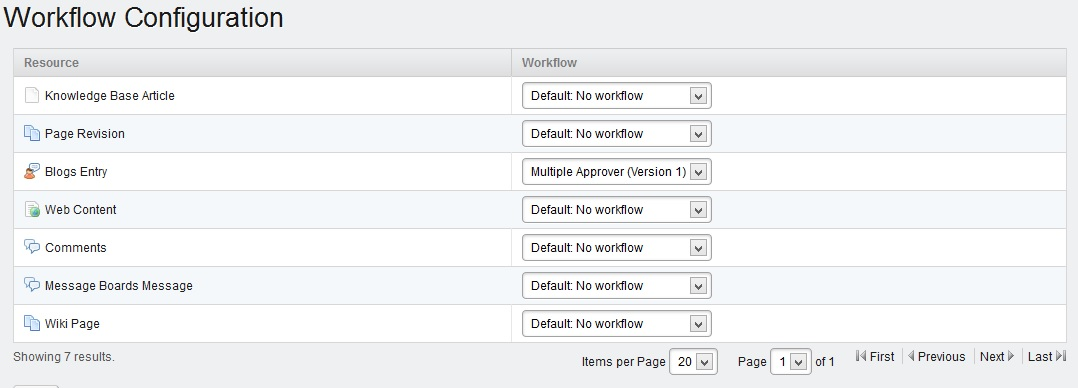 Workflow Configuration
Resource Workflow
Knowledge Base Article Default: No workflow
Page Revision Default: No workflow
Blogs Entry Multiple Approver (Version 1)
Web Content Default: No workflow
Comments Default: No workflow
Message Boards Message Default: No workflow
Wiki Page Default: No workflow
Showing 7 results. Items per Page 20 Page 1 of 1 First Previous Next Last